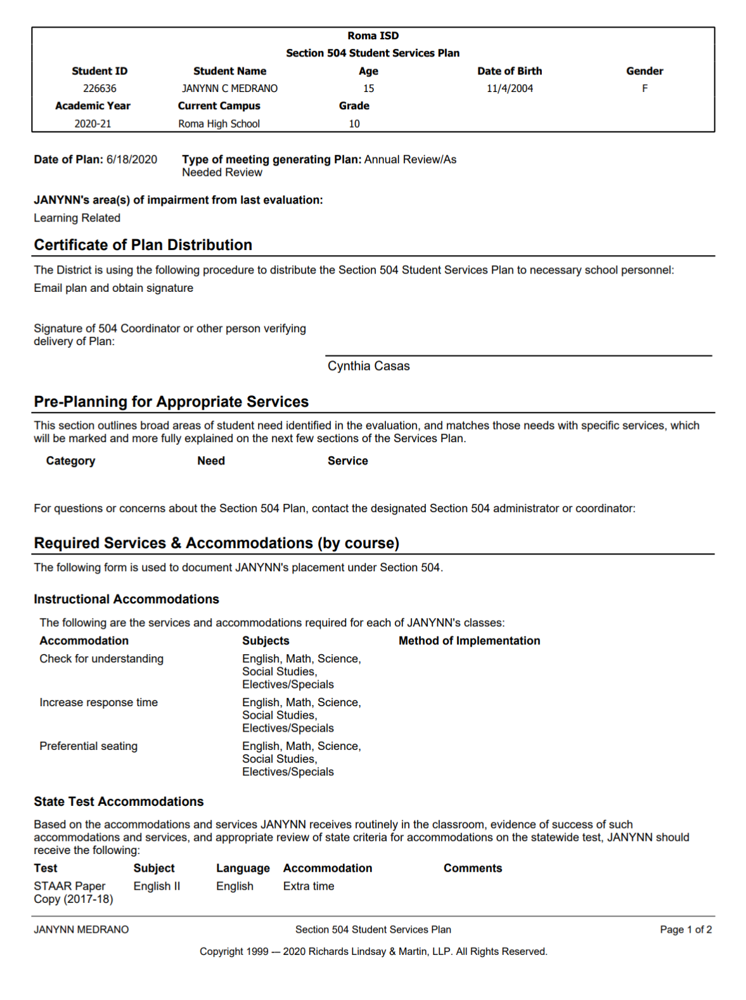 Roma ISD
Section 504 Student Services Plan
Student ID Student Name Age Date of Birth Gender
226636 JANYNN C MEDRANO 15 11/4/2004 F
Academic Year Current Campus Grade
2020-21 Roma High School 10
Date of Plan: 6/18/2020 Type of meeting generating Plan: Annual Review/As
Needed Review
JANYNN's area(s) of impairment from last evaluation:
Learning Related
Certificate of Plan Distribution
The District is using the following procedure to distribute the Section 504 Student Services Plan to necessary school personnel:
Email plan and obtain signature
Signature of 504 Coordinator or other person verifying
delivery of Plan:
Cynthia Casas
Pre-Planning for Appropriate Services
This section outlines broad areas of student need identified in the evaluation, and matches those needs with specific services, which
will be marked and more fully explained on the next few sections of the Services Plan.
Category Need Service
For questions or concerns about the Section 504 Plan, contact the designated Section 504 administrator or coordinator:
Required Services & Accommodations (by course)
The following form is used to document JANYNN's placement under Section 504.
Instructional Accommodations
The following are the services and accommodations required for each of JANYNN's classes:
Accommodation Subjects Method of Implementation
Check for understanding English, Math, Science,
Social Studies,
Electives/Specials
Increase response time English, Math, Science,
Social Studies,
Electives/Specials
Preferential seating English, Math, Science,
Social Studies,
Electives/Specials
State Test Accommodations
Based on the accommodations and services JANYNN receives routinely in the classroom, evidence of success of such
accommodations and services, and appropriate review of state criteria for accommodations on the statewide test, JANYNN should
receive the following:
Test Subject Language Accommodation Comments
STAAR Paper English II English Extra time
Copy (2017-18)
JANYNN MEDRANO Section 504 Student Services Plan Page 1 of 2
Copyright 1999 — 2020 Richards Lindsay & Martin, LLP. All Rights Reserved.